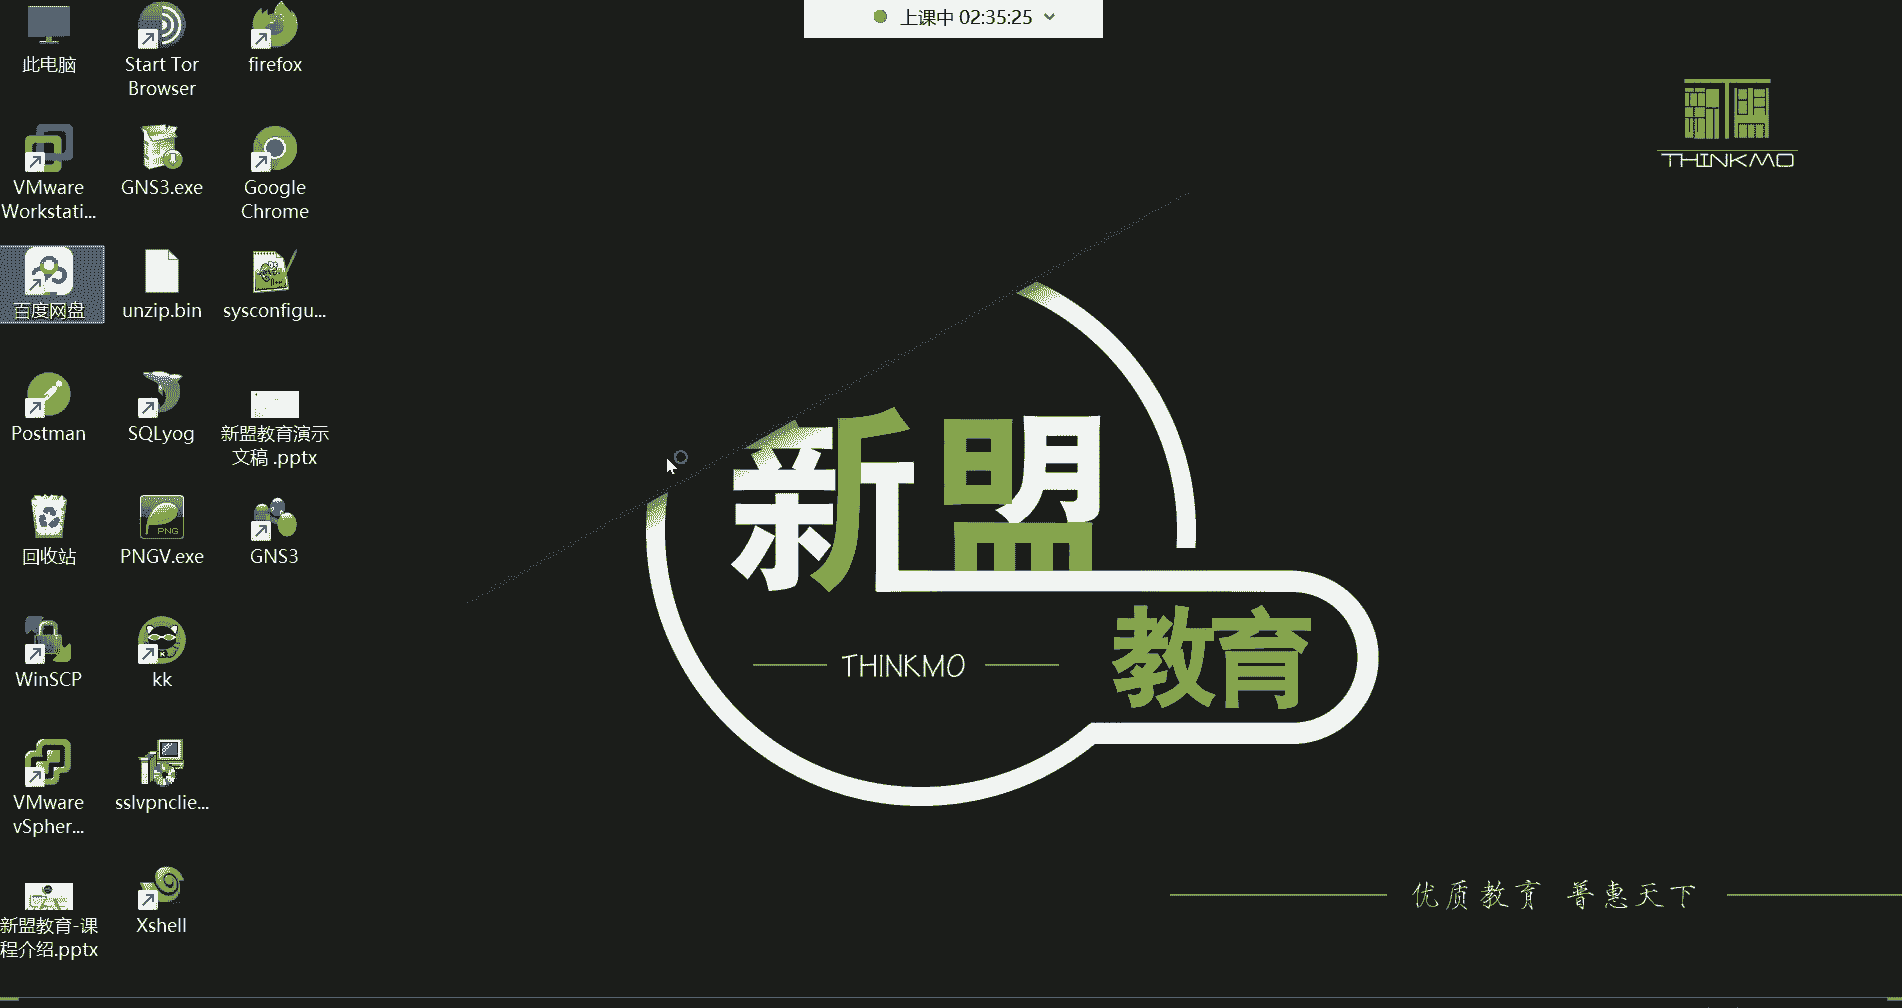 上课中 02:35:25
此电脑
Start Tor
Browser
firefox
THINKMO
VMware
Workstati...
GNS3.exe
Google
Chrome
百度网盘
unzip.bin
sysconfigu...
Postman
SQLyog
新盟教育演示
文稿 .pptx
新盟
教育
THINKMO
回收站
PNG
PNGV.exe
GNS3
WinSCP
kk
VMware
vSpher...
sslvpnclie...
新盟教育-课
程介绍.pptx
Xshell
优质教育 普惠天下